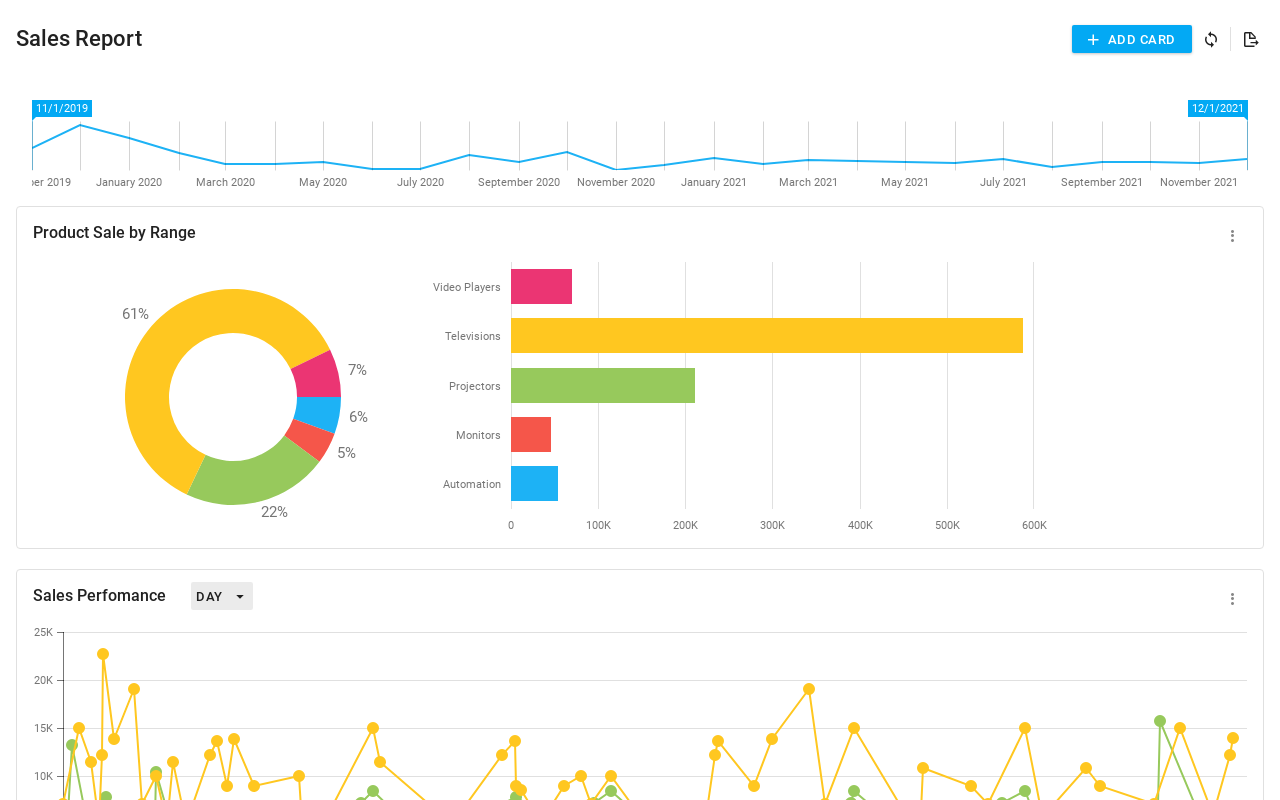 Sales Report
ADD CARD
11/1/2019
12/1/2021
er 2019 January 2020 March 2020 May 2020 July 2020 September 2020 November 2020 January 2021 March 2021 May 2021 July 2021 September 2021 November 2021
Product Sale by Range
61%
7%
6%
5%
22%
Video Players
Televisions
Projectors
Monitors
Automation
0 100K 200K 300K 400K 500K 600K
Sales Perfomance
DAY
25K
20K
15K
10K